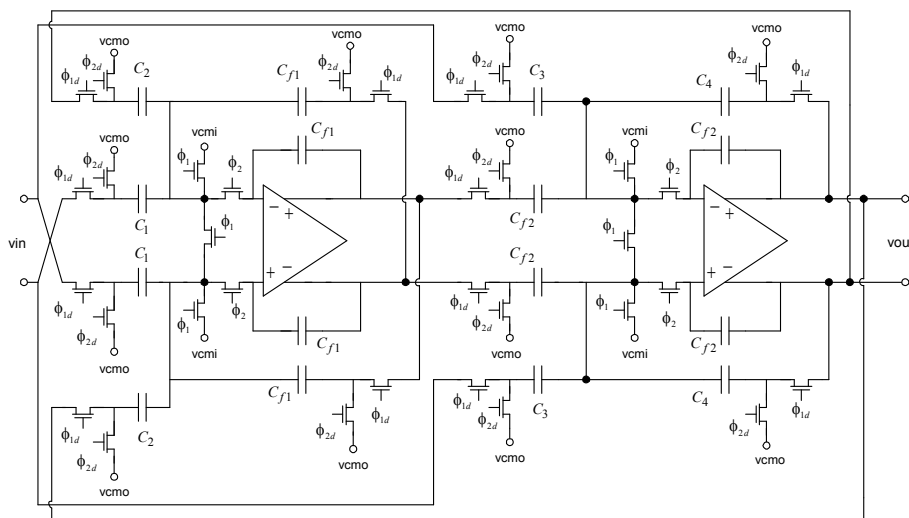 vcmo vcmo vcmo vcmo
ϕ2d C2 Cf1 ϕ2d ϕ2d C3 C4 ϕ2d
ϕ1d ϕ1d ϕ1d ϕ1d
vcmo vcmi Cf1 vcmo vcmi Cf2
ϕ1d ϕ2d ϕ1 ϕ2 ϕ1d ϕ2d ϕ1 ϕ2
C1 − + Cf2 − +
vin ϕ1 ϕ1 vou
C1 + − Cf2 + −
ϕ1d ϕ1 ϕ2 ϕ1d ϕ1 ϕ2
ϕ2d vcmi Cf1 ϕ2d vcmi Cf2
vcmo vcmo
Cf1 C3 C4
ϕ1d C2 ϕ1d ϕ1d ϕ1d
ϕ2d ϕ2d ϕ2d ϕ2d
vcmo vcmo vcmo vcmo